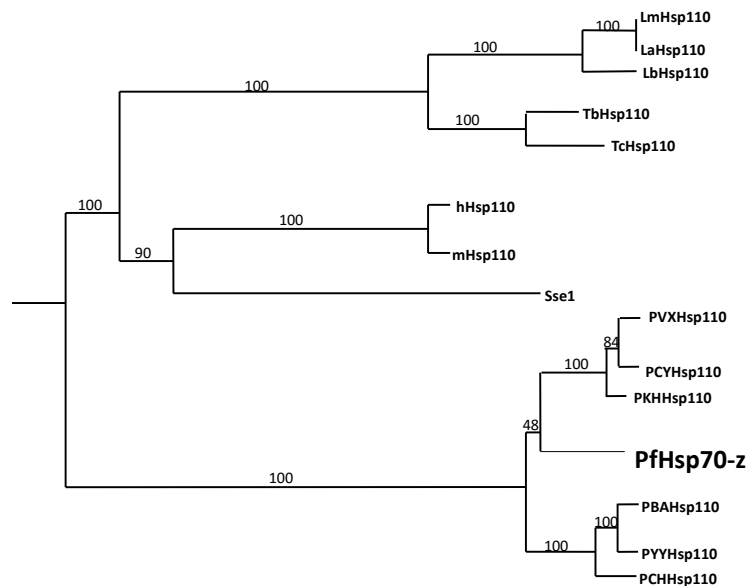 LmHsp110
100
LaHsp110
100
LbHsp110
100
TbHsp110
100
TcHsp110
hHsp110
100
100
mHsp110
90
Sse1
PVXHsp110
84
100
PCYHsp110
PKHHsp110
48
PfHsp70-z
100
PBAHsp110
100
100
PYYHsp110
PCHHsp110